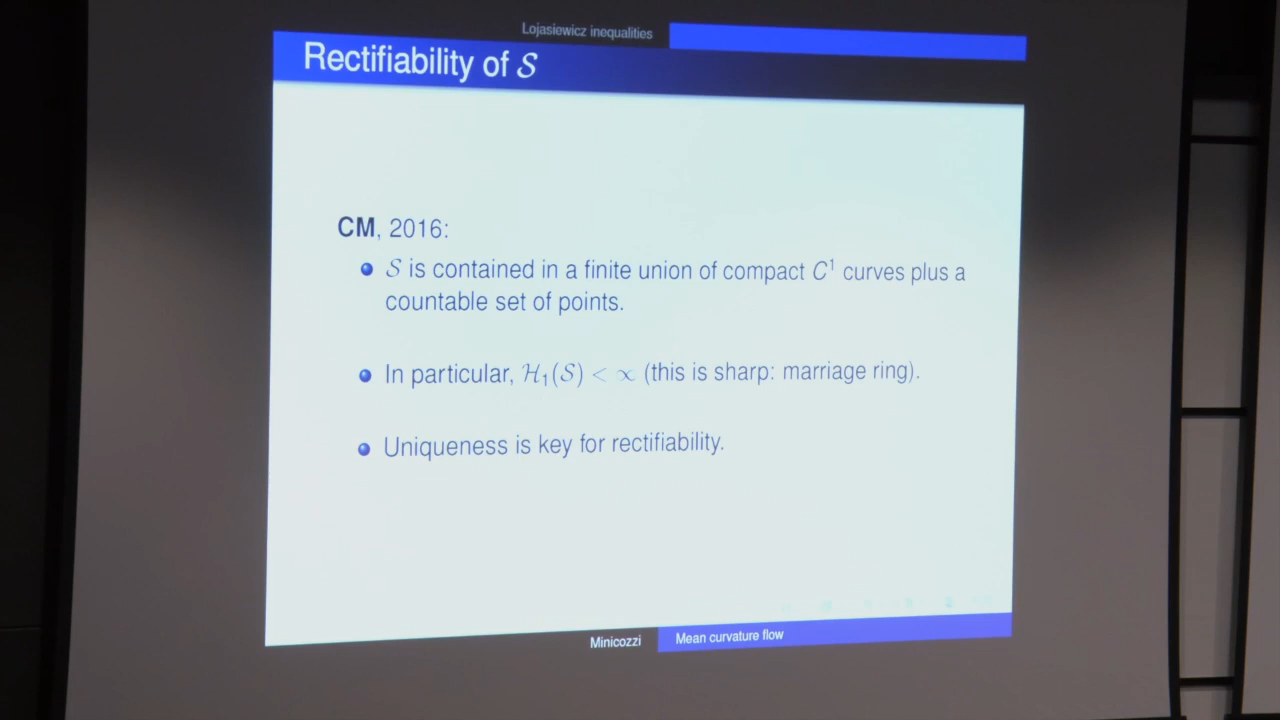 Lojasiewicz inequalities
Rectifiability of 𝒮
CM, 2016:
𝒮 is contained in a finite union of compact C¹ curves plus a
countable set of points.
In particular, ℋ₁(𝒮) < ∞ (this is sharp: marriage ring).
Uniqueness is key for rectifiability.
Minicozzi
Mean curvature flow